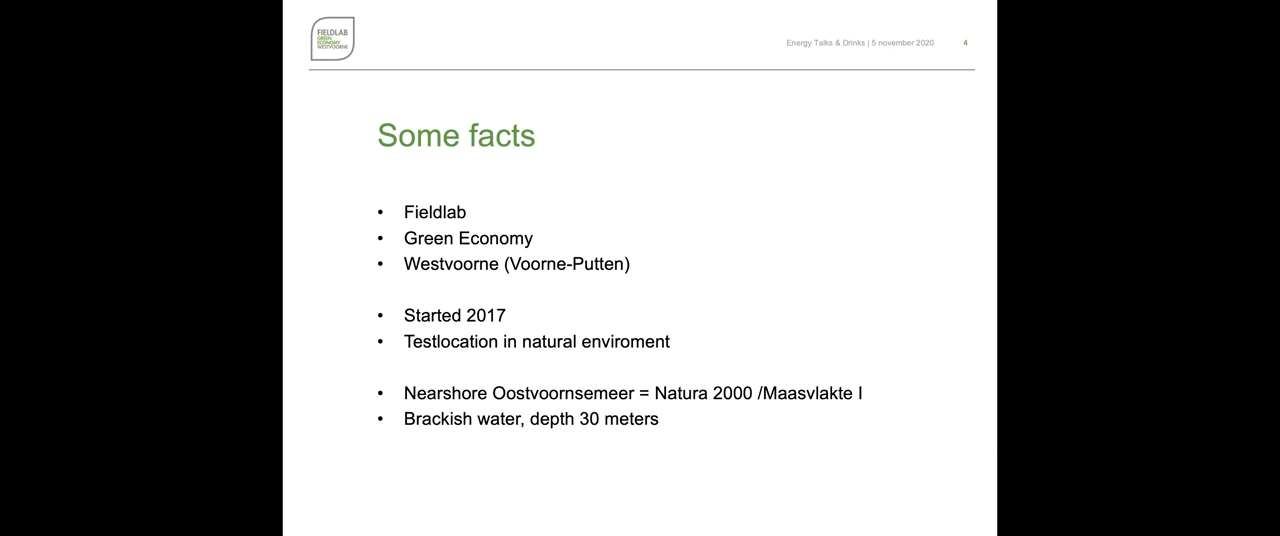 FIELDLAB
GREEN
ECONOMY
WESTVOORNE
Energy Talks & Drinks | 5 november 2020 4
Some facts
• Fieldlab
• Green Economy
• Westvoorne (Voorne-Putten)
• Started 2017
• Testlocation in natural enviroment
• Nearshore Oostvoornsemeer = Natura 2000 /Maasvlakte I
• Brackish water, depth 30 meters